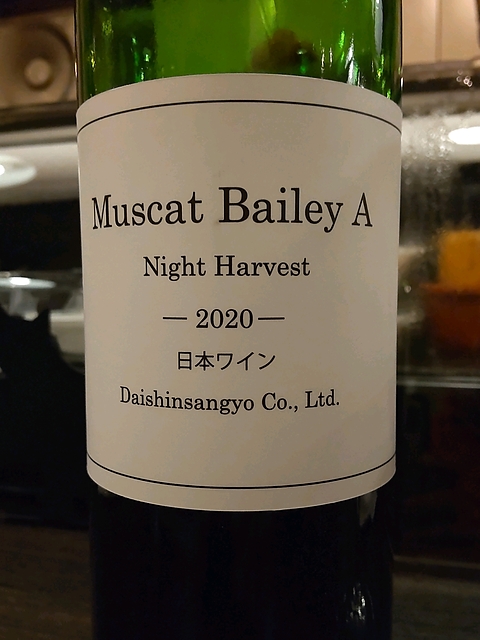 Muscat Bailey A
Night Harvest
— 2020 —
日本ワイン
Daishinsangyo Co., Ltd.